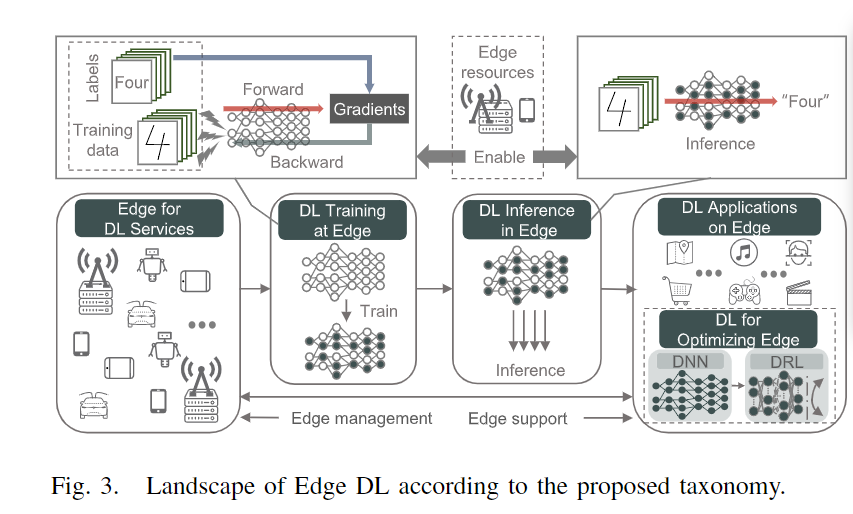 Labels
Four
Training
data
4
Forward
Gradients
Backward
Edge
resources
Enable
4
"Four"
Inference
Edge for
DL Services
DL Training
at Edge
Train
DL Inference
in Edge
Inference
DL Applications
on Edge
DL for
Optimizing Edge
DNN
DRL
Edge management
Edge support
Fig. 3. Landscape of Edge DL according to the proposed taxonomy.